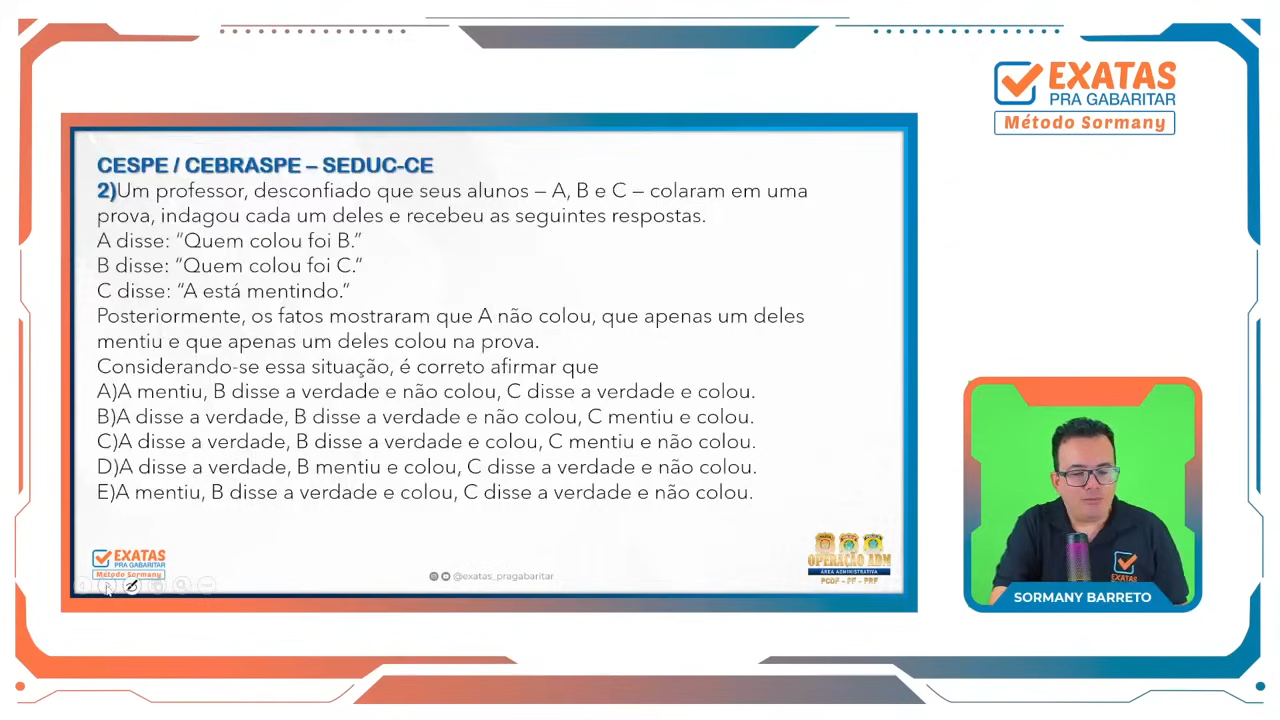 EXATAS
PRA GABARITAR
Método Sormany
CESPE / CEBRASPE – SEDUC-CE
2)Um professor, desconfiado que seus alunos – A, B e C – colaram em uma
prova, indagou cada um deles e recebeu as seguintes respostas.
A disse: “Quem colou foi B.”
B disse: “Quem colou foi C.”
C disse: “A está mentindo.”
Posteriormente, os fatos mostraram que A não colou, que apenas um deles
mentiu e que apenas um deles colou na prova.
Considerando-se essa situação, é correto afirmar que
A)A mentiu, B disse a verdade e não colou, C disse a verdade e colou.
B)A disse a verdade, B disse a verdade e não colou, C mentiu e colou.
C)A disse a verdade, B disse a verdade e colou, C mentiu e não colou.
D)A disse a verdade, B mentiu e colou, C disse a verdade e não colou.
E)A mentiu, B disse a verdade e colou, C disse a verdade e não colou.
EXATAS
PRA GABARITAR
Método Sormany
@exatas_pragabaritar
OPERAÇÃO ADM
ÁREA ADMINISTRATIVA
PCDF – PF – PRF
EXATAS
SORMANY BARRETO